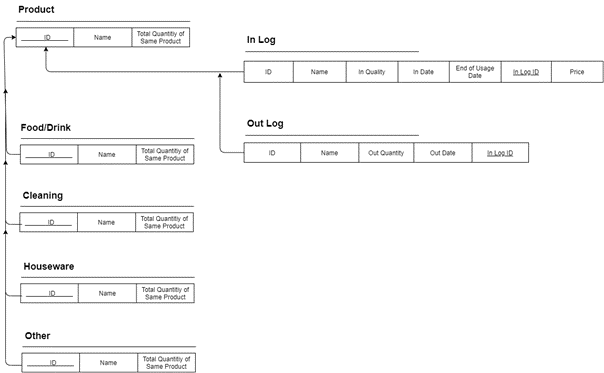 Product
ID Name Total Quantity of
Same Product
In Log
ID Name In Quality In Date End of Usage
Date In Log ID Price
Food/Drink
ID Name Total Quantity of
Same Product
Out Log
ID Name Out Quantity Out Date In Log ID
Cleaning
ID Name Total Quantity of
Same Product
Houseware
ID Name Total Quantitiy of
Same Product
Other
ID Name Total Quantitiy of
Same Product